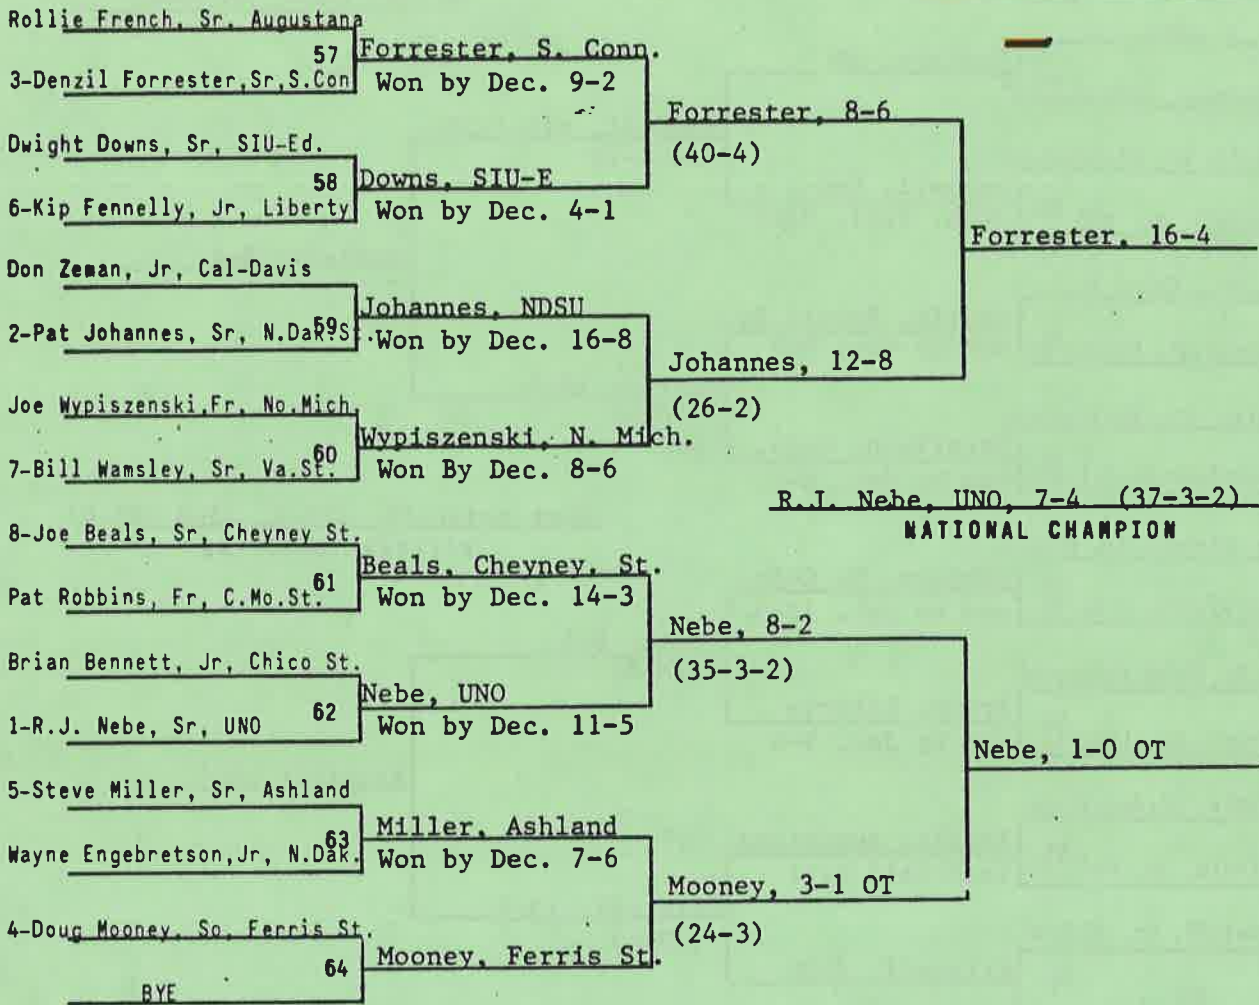 Rollie French, Sr, Augustana
57
Forrester, S. Conn.
3-Denzil Forrester,Sr,S.Con
Won by Dec. 9-2
Forrester, 8-6
(40-4)
Dwight Downs, Sr, SIU-Ed.
58
Downs, SIU-E
6-Kip Fennelly, Jr, Liberty
Won by Dec. 4-1
Forrester, 16-4
Don Zeman, Jr, Cal-Davis
59
Johannes, NDSU
2-Pat Johannes, Sr, N.Dak.St.
Won by Dec. 16-8
Johannes, 12-8
(26-2)
Joe Wypiszenski,Fr, No.Mich.
60
Wypiszenski, N. Mich.
7-Bill Wamsley, Sr, Va.St.
Won By Dec. 8-6
R.J. Nebe, UNO, 7-4 (37-3-2)
NATIONAL CHAMPION
8-Joe Beals, Sr, Cheyney St.
61
Beals, Cheyney, St.
Pat Robbins, Fr, C.Mo.St.
Won by Dec. 14-3
Nebe, 8-2
(35-3-2)
Brian Bennett, Jr, Chico St.
62
Nebe, UNO
1-R.J. Nebe, Sr, UNO
Won by Dec. 11-5
Nebe, 1-0 OT
5-Steve Miller, Sr, Ashland
63
Miller, Ashland
Wayne Engebretson,Jr, N.Dak.
Won by Dec. 7-6
Mooney, 3-1 OT
(24-3)
4-Doug Mooney, So, Ferris St.
64
Mooney, Ferris St.
BYE